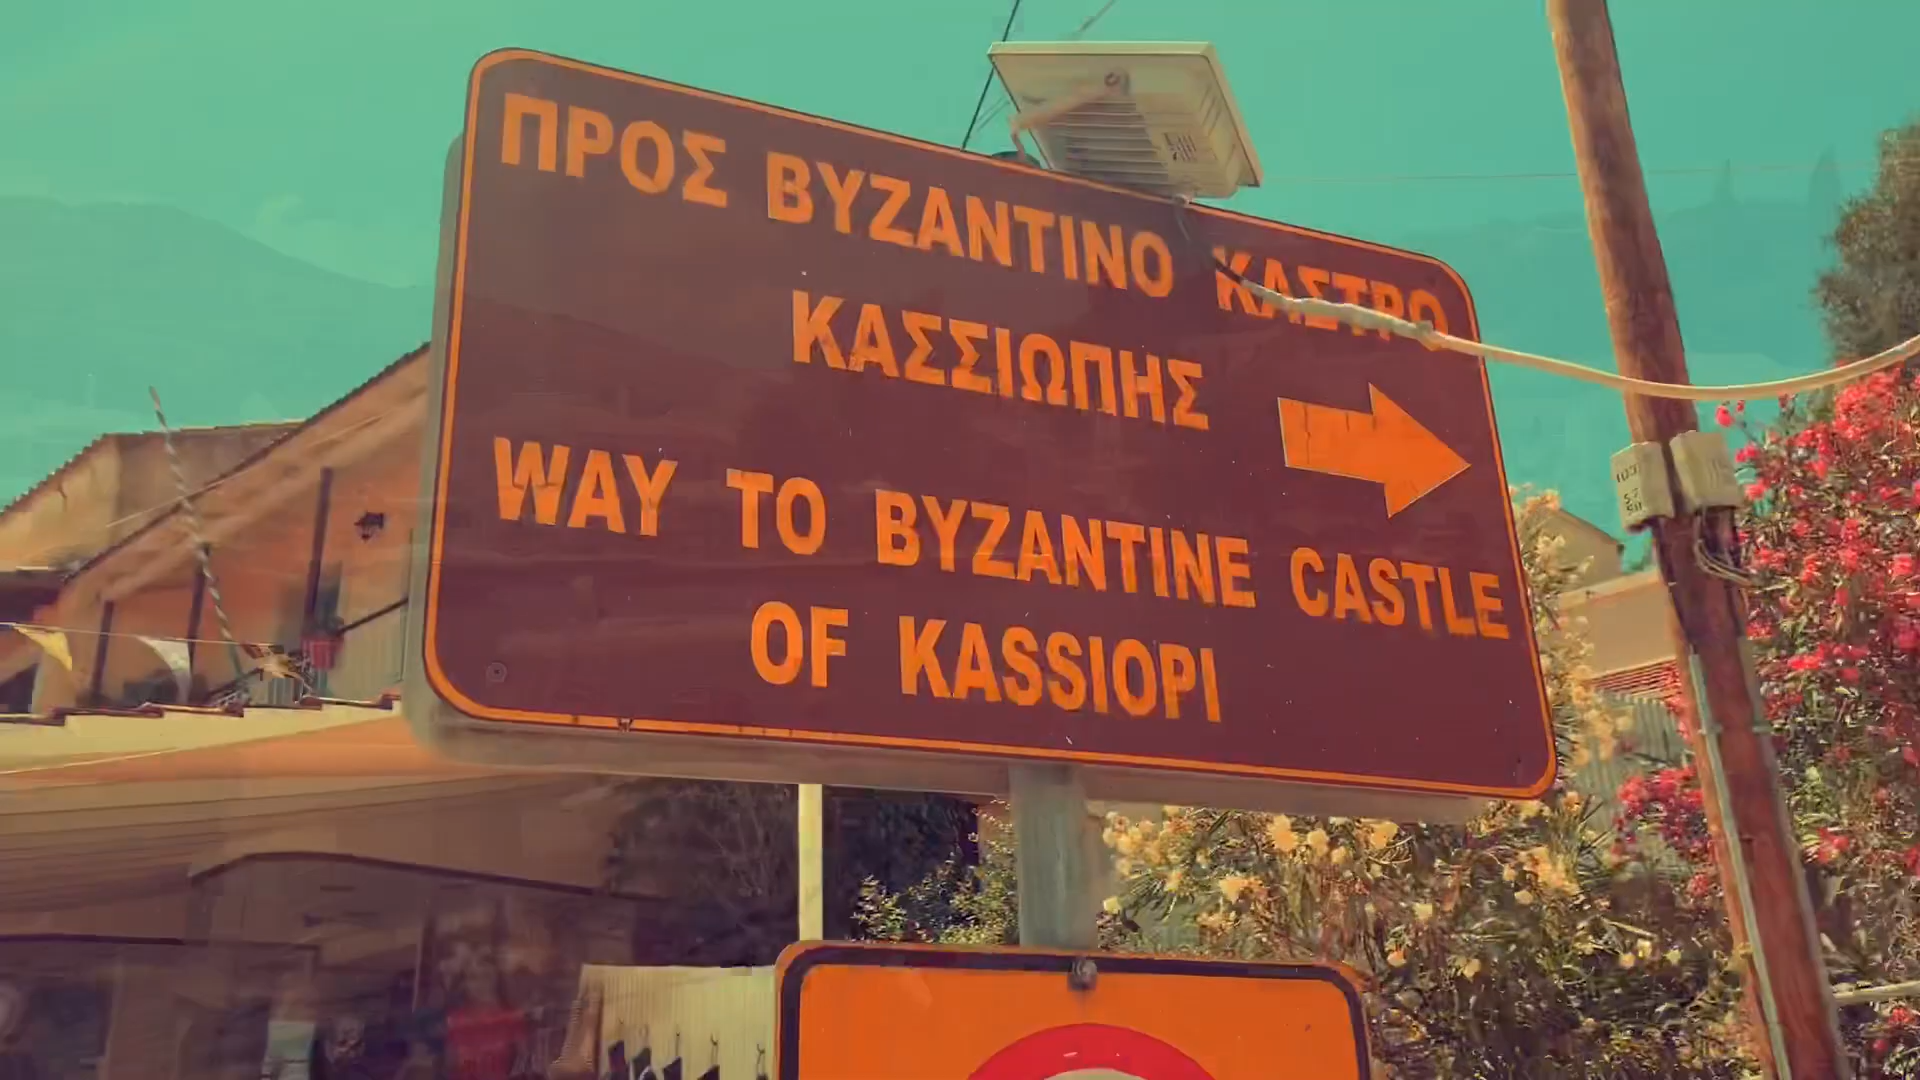 ΠΡΟΣ ΒΥΖΑΝΤΙΝΟ ΚΑΣΤΡΟ
ΚΑΣΣΙΩΠΗΣ
WAY TO BYZANTINE CASTLE
OF KASSIOPI